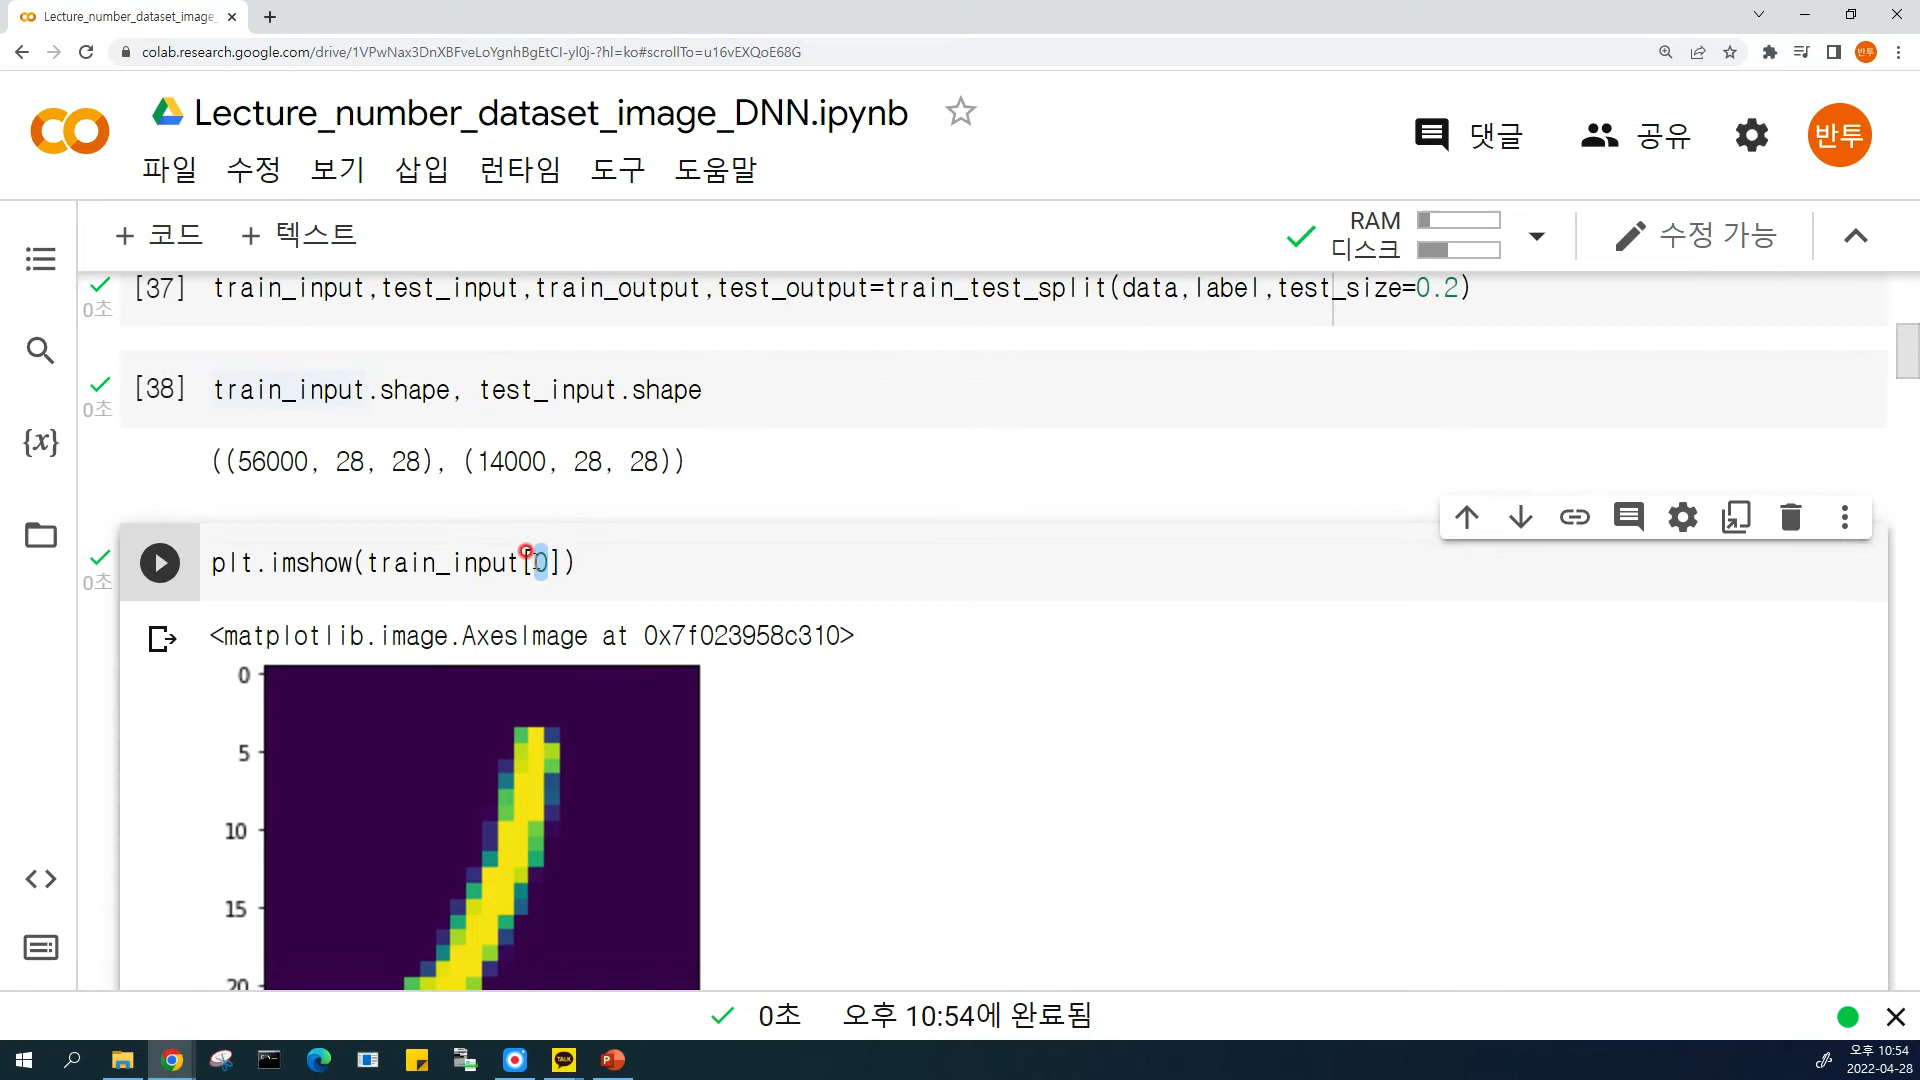 Lecture_number_dataset_image_
colab.research.google.com/drive/1VPwNax3DnXBFveLoYgnhBgEtCI-yl0j-?hl=ko#scrollTo=u16vEXQoE68G
반투
Lecture_number_dataset_image_DNN.ipynb
댓글
공유
반투
파일 수정 보기 삽입 런타임 도구 도움말
+ 코드 + 텍스트
RAM
디스크
수정 가능
[37] train_input,test_input,train_output,test_output=train_test_split(data,label,test_size=0.2)
0초
[38] train_input.shape, test_input.shape
0초
((56000, 28, 28), (14000, 28, 28))
{x}
plt.imshow(train_input[0])
0초
<matplotlib.image.AxesImage at 0x7f023958c310>
0
5
10
15
20
0초 오후 10:54에 완료됨
TALK
P
오후 10:54
2022-04-28